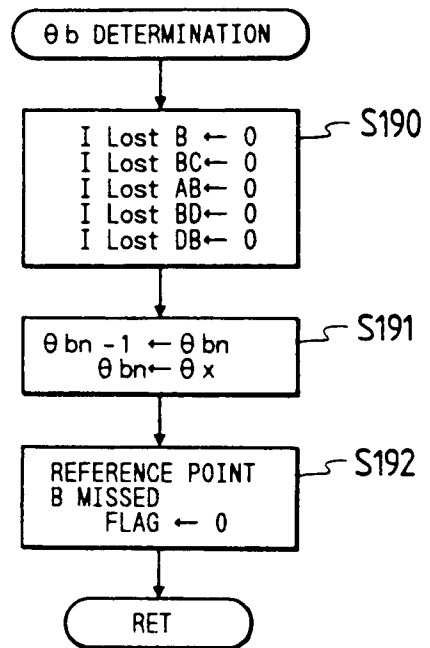 θb DETERMINATION
I Lost B ← 0
I Lost BC← 0
I Lost AB← 0
I Lost BD← 0
I Lost DB← 0
S190
θbn -1 ← θbn
θbn← θx
S191
REFERENCE POINT
B MISSED
FLAG ← 0
S192
RET